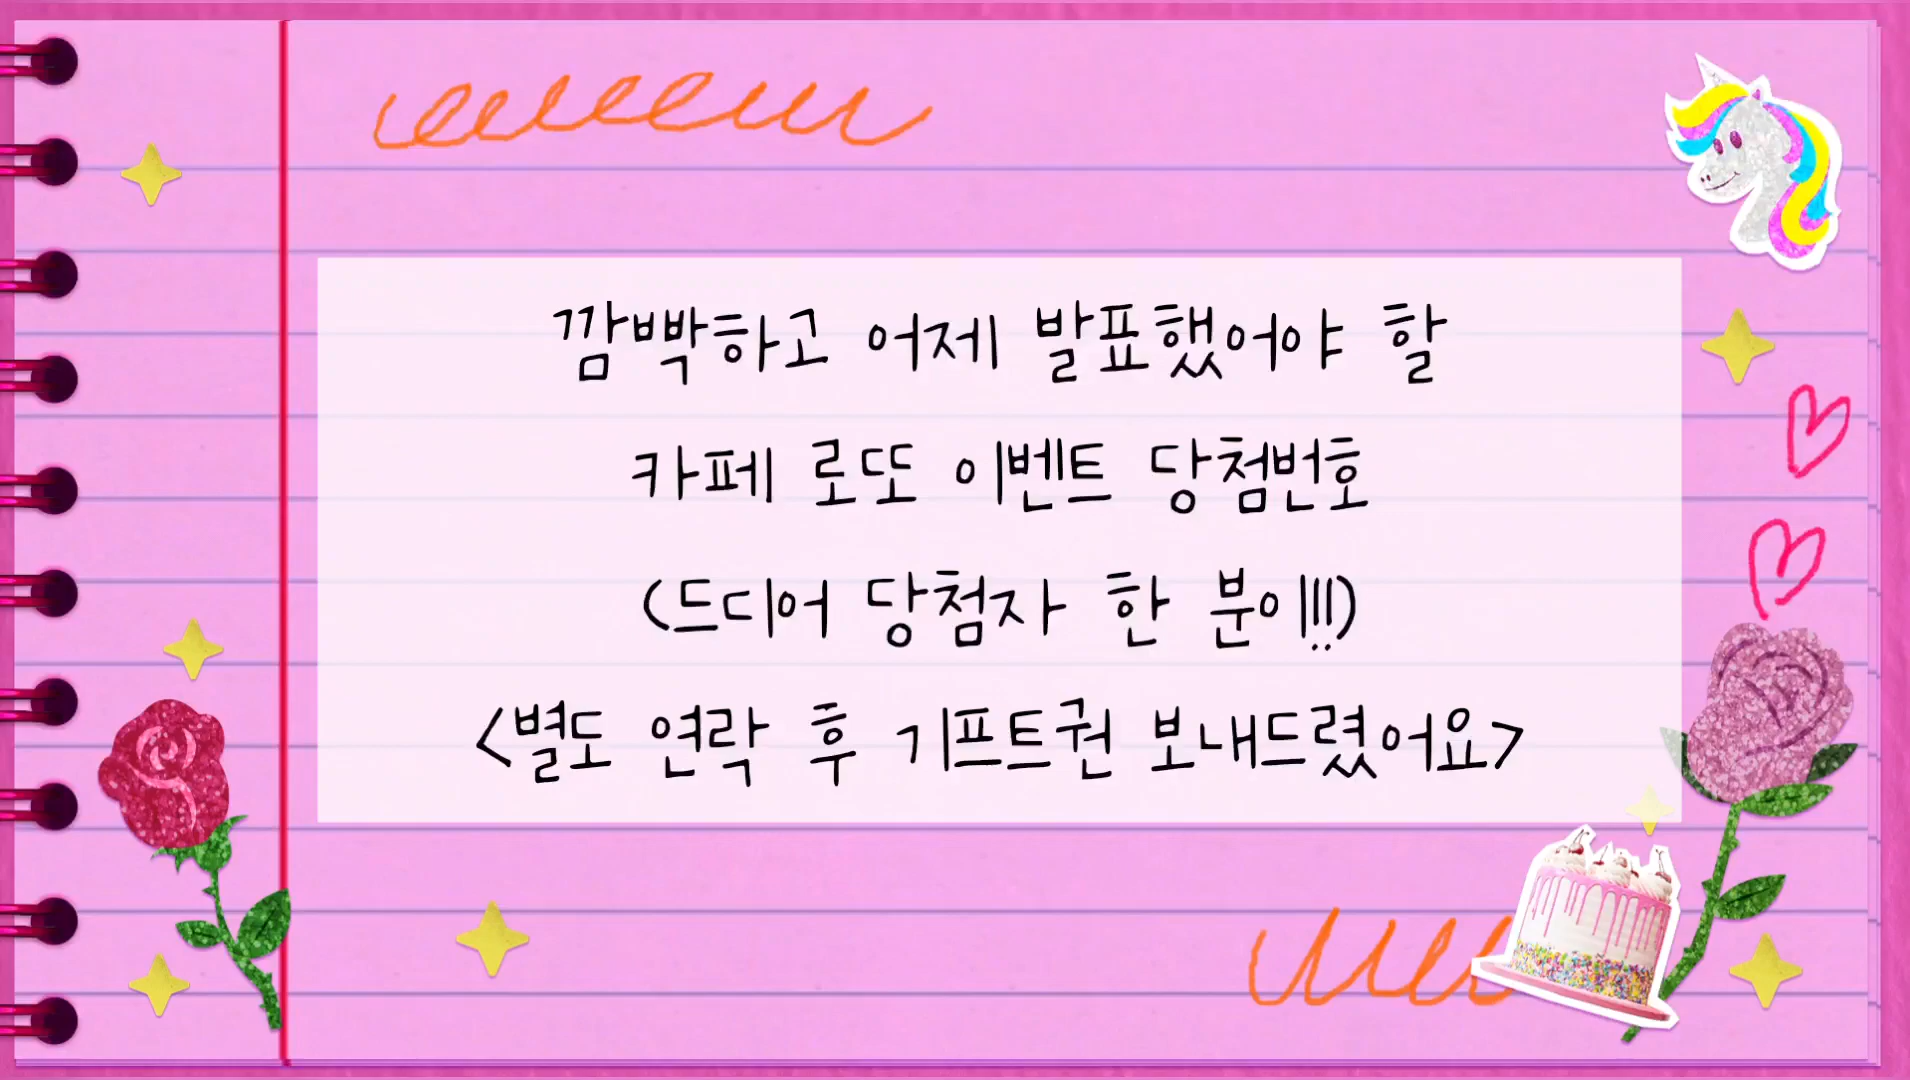 깜빡하고 어제 발표했어야 할
카페 로또 이벤트 당첨번호
(드디어 당첨자 한 분이!!)
<별도 연락 후 기프트권 보내드렸어요>